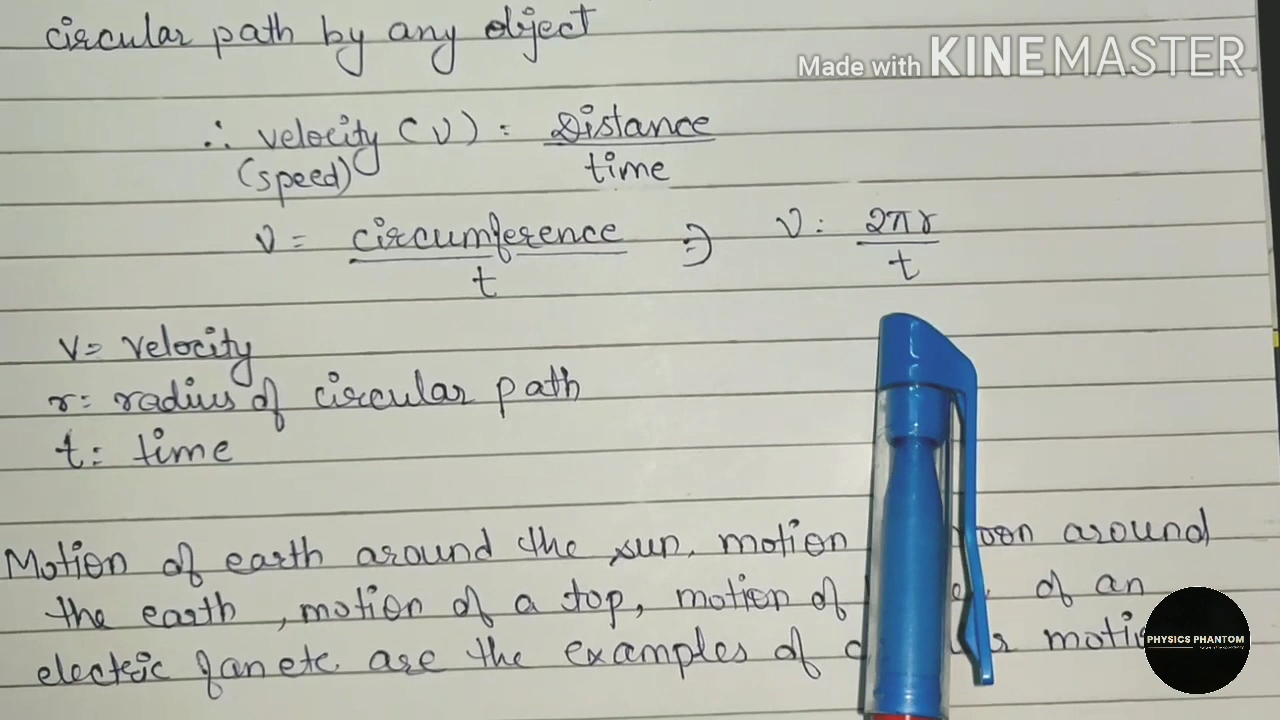 circular path by any object
Made with KINEMASTER
∴ velocity (v) = Distance
(speed) time
v = circumference ⇒ v = 2πr
t t
v = velocity
r = radius of circular path
t = time
Motion of earth around the sun, motion oon around
the earth, motion of a top, motion of of an
electric fan etc. are the examples of motio
PHYSICS PHANTOM